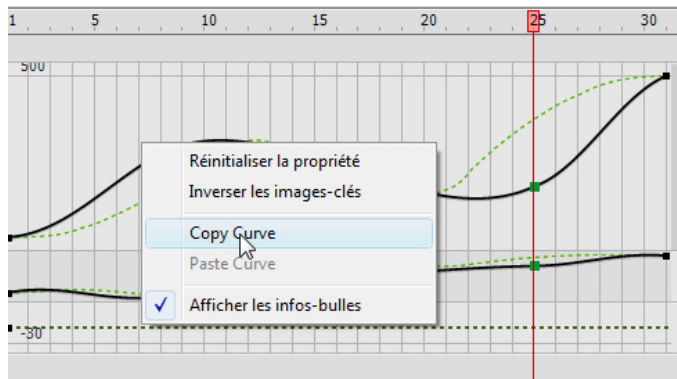 1 5 10 15 20 25 30
500
Réinitialiser la propriété
Inverser les images-clés
Copy Curve
Paste Curve
Afficher les infos-bulles
-30